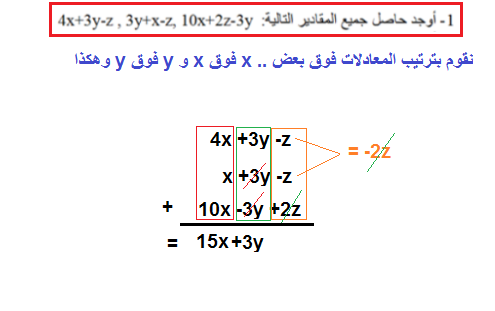 1- أوجد حاصل جميع المقادير التالية: 4x+3y-z , 3y+x-z, 10x+2z-3y
نقوم بترتيب المعادلات فوق بعض .. x فوق x و y فوق y وهكذا
4x +3y -z
= -2z
x +3y -z
+ 10x -3y +2z
= 15x +3y